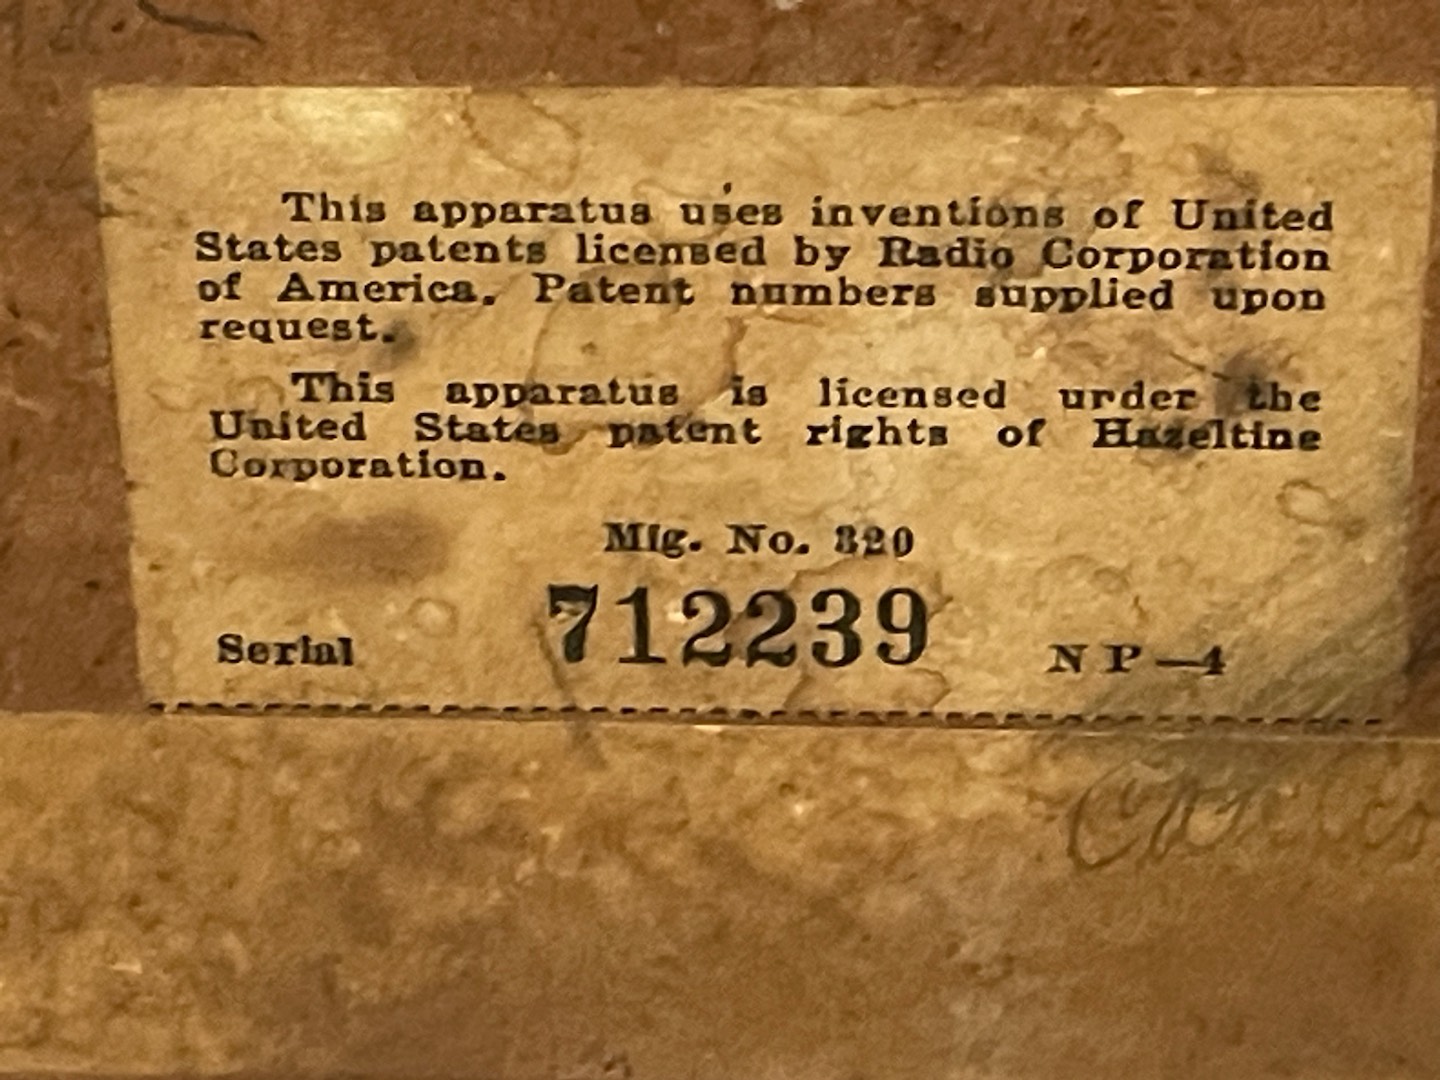 This apparatus uses inventions of United
States patents licensed by Radio Corporation
of America. Patent numbers supplied upon
request.
This apparatus is licensed under the
United States patent rights of Hazeltine
Corporation.
Mfg. No. 320
Serial 712239 NP-4